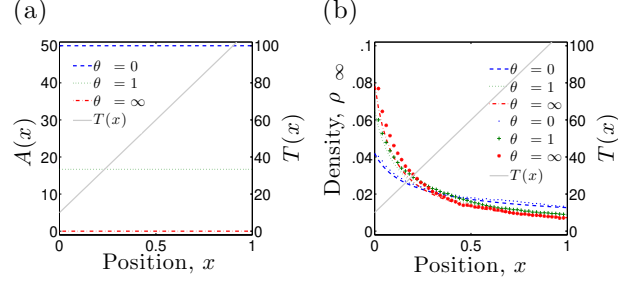 (a)
50
40
30
20
10
0
A(x)
θ = 0
θ = 1
θ = ∞
T(x)
100
80
60
40
20
0
T(x)
0
0.5
1
Position, x
(b)
.1
.08
.06
.04
.02
0
Density, ρ ∞
θ = 0
θ = 1
θ = ∞
θ = 0
θ = 1
θ = ∞
T(x)
100
80
60
40
20
0
T(x)
0
0.5
1
Position, x